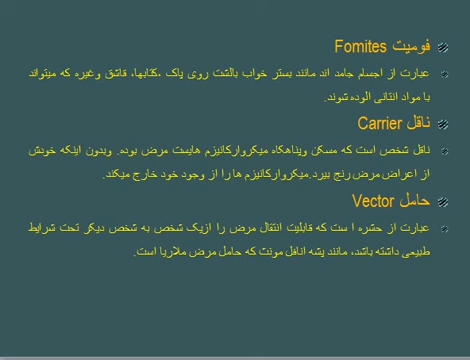 فومیت Fomites
عبارت از اجسام جامد اند مانند بستر خواب بالشت روی پاک ،کتابها، قاشق وغیره که میتواند
با مواد انتانی الوده شوند.
ناقل Carrier
ناقل شخص است که مسکن وپناهگاه میکروارگانیزم هایست مرض بوده. وبدون اینکه خودش
از اعراض مرض رنج ببرد.میکروارگانیزم ها را از وجود خود خارج میکند.
حامل Vector
عبارت از حشره ا ست که قابلیت انتقال مرض را ازیک شخص به شخص دیگر تحت شرایط
طبیعی داشته باشد، مانند پشه انافل مونث که حامل مرض ملاریا است.